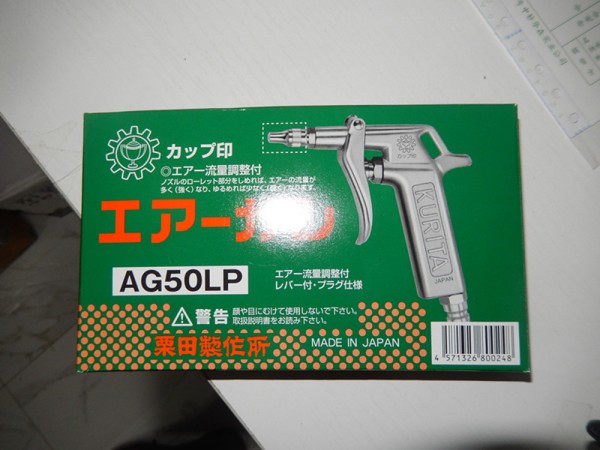 カップ印
◎エアー流量調整付
ノズルのローレット部分をしめれば、エアーの流量が
多く(強く)なり、ゆるめれば少なく(弱く)なります。
エアーガン
AG50LP
エアー流量調整付
レバー付・プラグ仕様
カップ印
KURITA
JAPAN
警告
顔や目にむけて使用しないで下さい。
取扱説明書をお読み下さい。
栗田製作所
MADE IN JAPAN
4 571326 800248